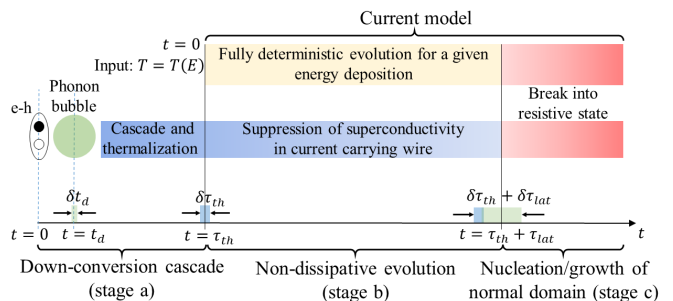 Current model
t = 0
Input: T = T(E)
Fully deterministic evolution for a given
energy deposition
Phonon
bubble
e-h
Break into
resistive state
Cascade and
thermalization
Suppression of superconductivity
in current carrying wire
δt_d
δτ_th
δτ_th + δτ_lat
t = 0
t = t_d
t = τ_th
t = τ_th + τ_lat
t
Down-conversion cascade
(stage a)
Non-dissipative evolution
(stage b)
Nucleation/growth of
normal domain (stage c)